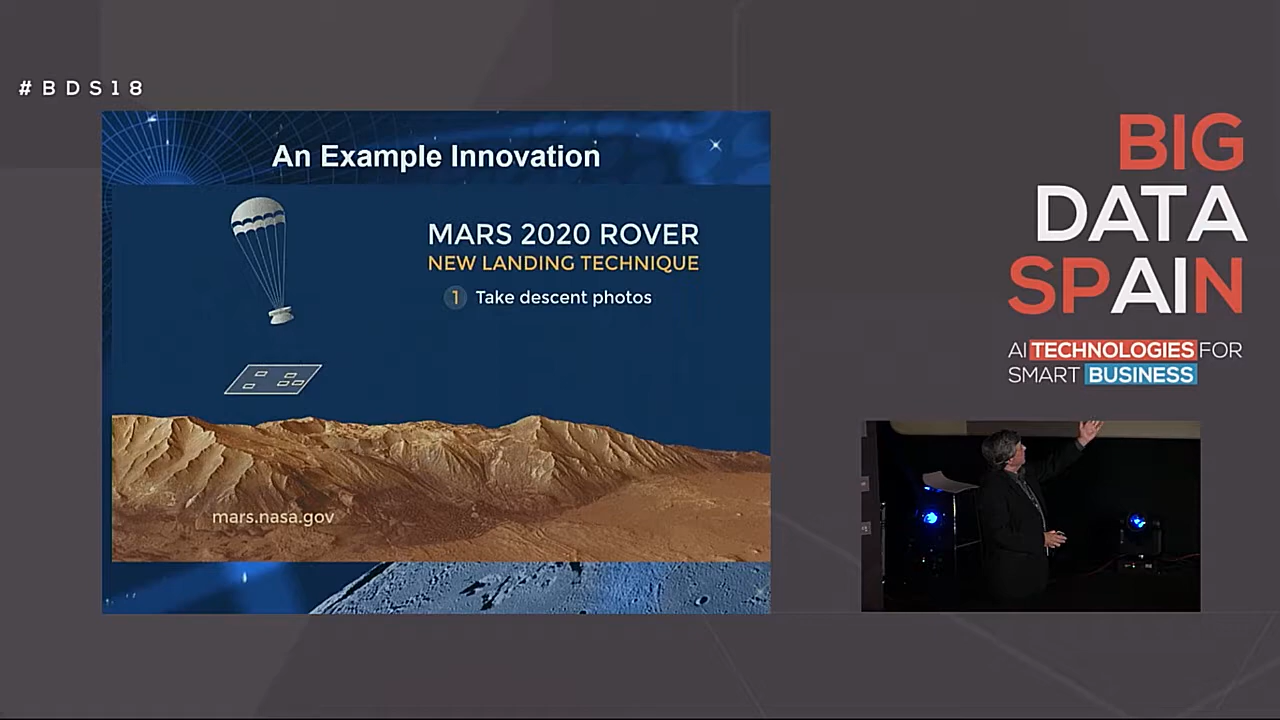 #BDS18
An Example Innovation
MARS 2020 ROVER
NEW LANDING TECHNIQUE
1 Take descent photos
mars.nasa.gov
BIG
DATA
SPAIN
AI TECHNOLOGIES FOR
SMART BUSINESS